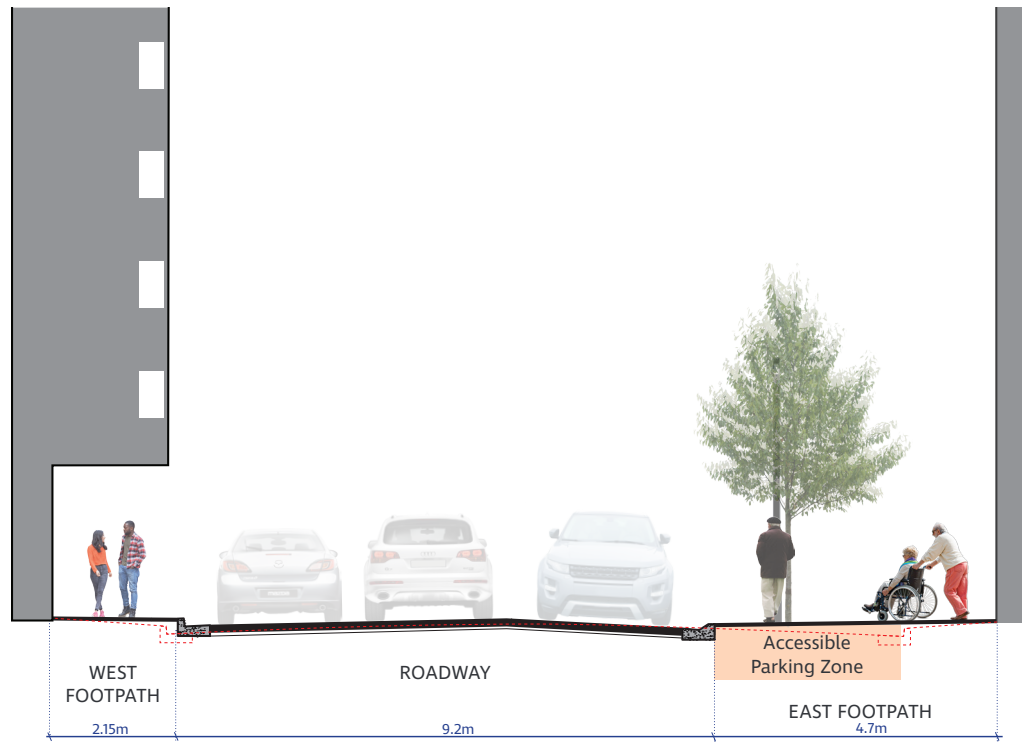 Accessible
Parking Zone
WEST
FOOTPATH
ROADWAY
EAST FOOTPATH
2.15m
9.2m
4.7m